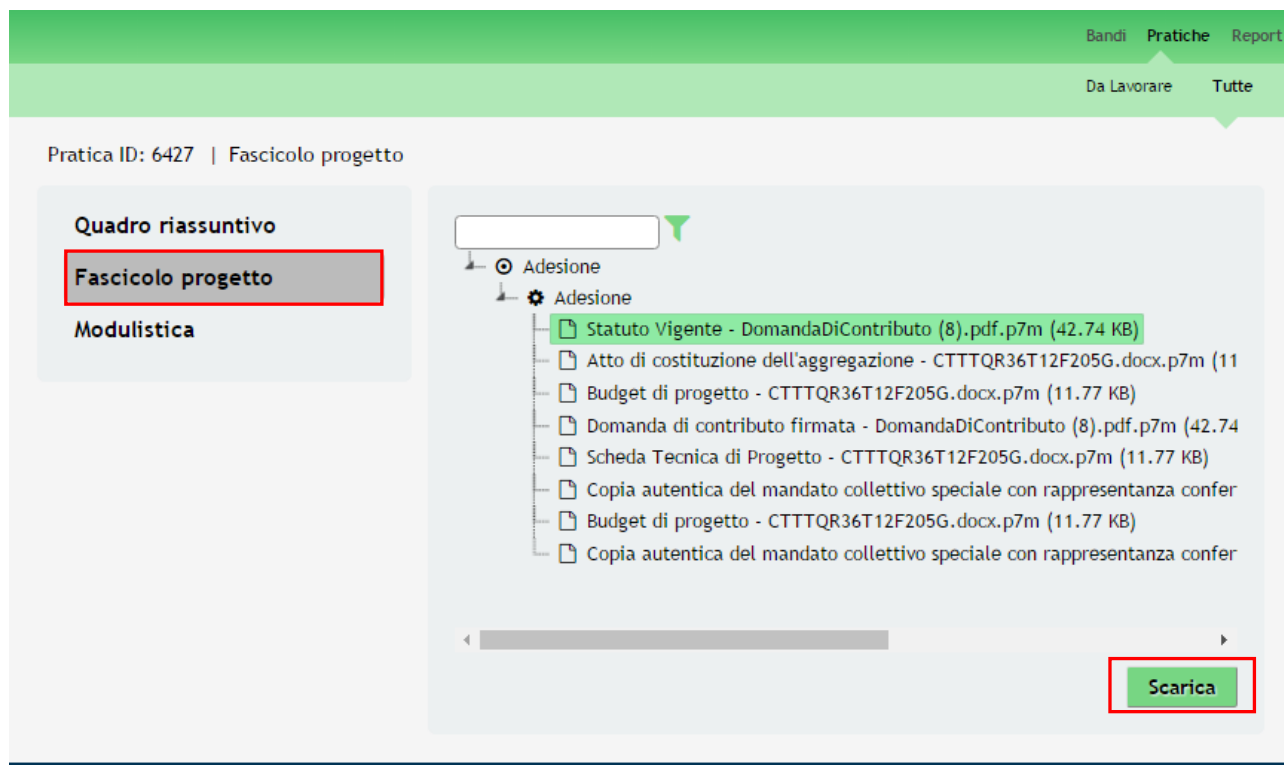 Bandi Pratiche Report
Da Lavorare Tutte
Pratica ID: 6427 | Fascicolo progetto
Quadro riassuntivo
Fascicolo progetto
Modulistica
Adesione
Adesione
Statuto Vigente - DomandaDiContributo (8).pdf.p7m (42.74 KB)
Atto di costituzione dell'aggregazione - CTTTQR36T12F205G.docx.p7m (11
Budget di progetto - CTTTQR36T12F205G.docx.p7m (11.77 KB)
Domanda di contributo firmata - DomandaDiContributo (8).pdf.p7m (42.74
Scheda Tecnica di Progetto - CTTTQR36T12F205G.docx.p7m (11.77 KB)
Copia autentica del mandato collettivo speciale con rappresentanza confer
Budget di progetto - CTTTQR36T12F205G.docx.p7m (11.77 KB)
Copia autentica del mandato collettivo speciale con rappresentanza confer
Scarica